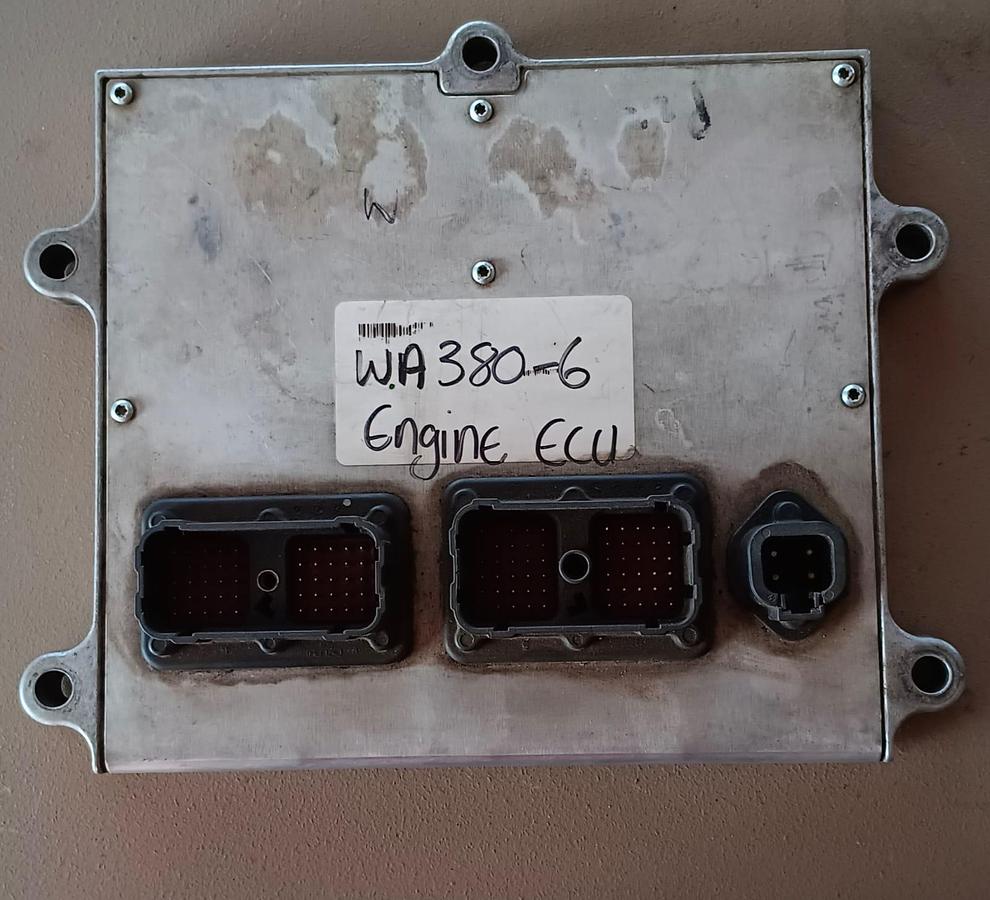 W
W.A 380-6
Engine ECU